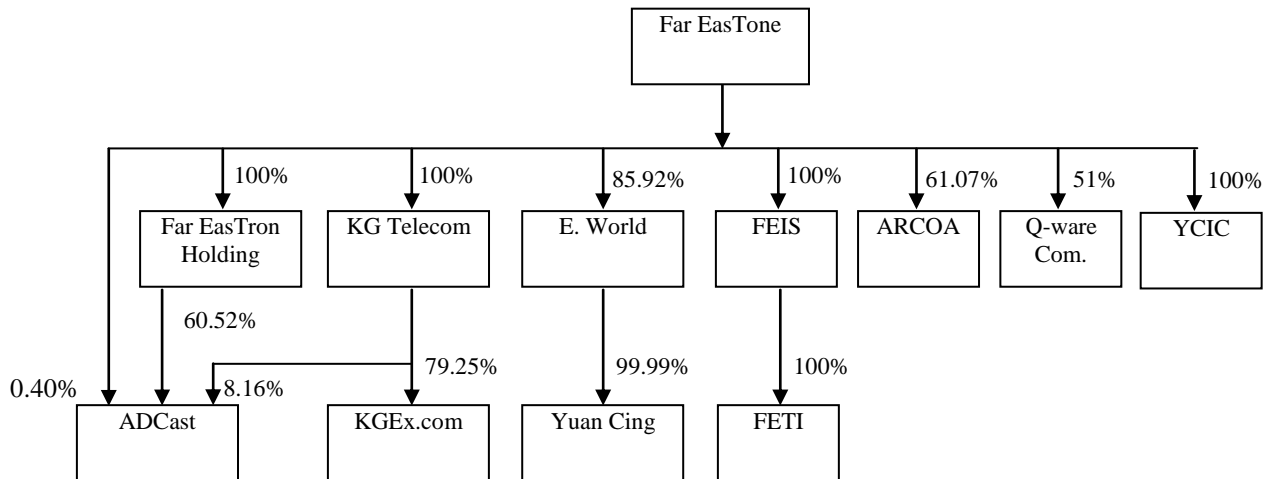 Far EasTone
100%
100%
85.92%
100%
61.07%
51%
100%
Far EasTron
Holding
KG Telecom
E. World
FEIS
ARCOA
Q-ware
Com.
YCIC
60.52%
0.40%
8.16%
79.25%
99.99%
100%
ADCast
KGEx.com
Yuan Cing
FETI